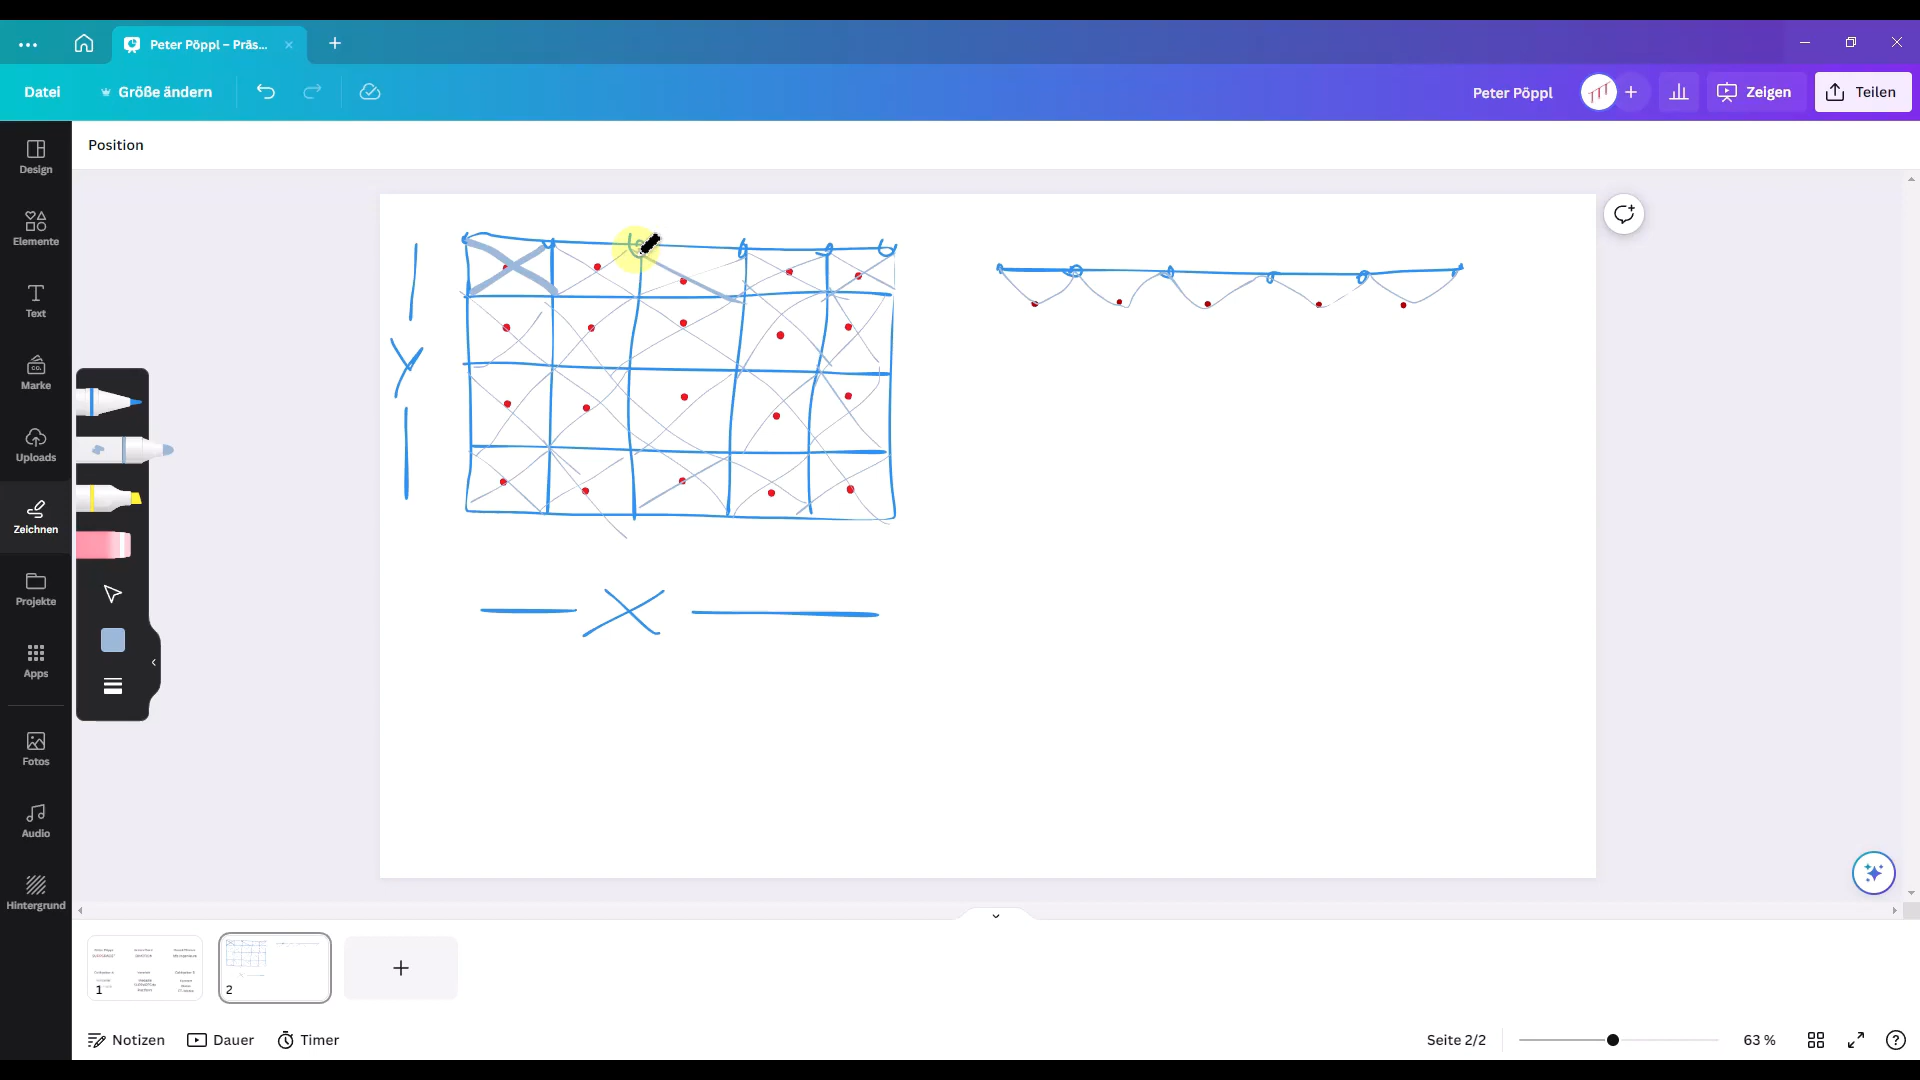 Peter Pöppl – Präs...
Datei
Größe ändern
Peter Pöppl
Zeigen
Teilen
Position
Design
Elemente
Text
Marke
Uploads
Zeichnen
Projekte
Apps
Fotos
Audio
Hintergrund
Y
X
1
2
Notizen
Dauer
Timer
Seite 2/2
63 %